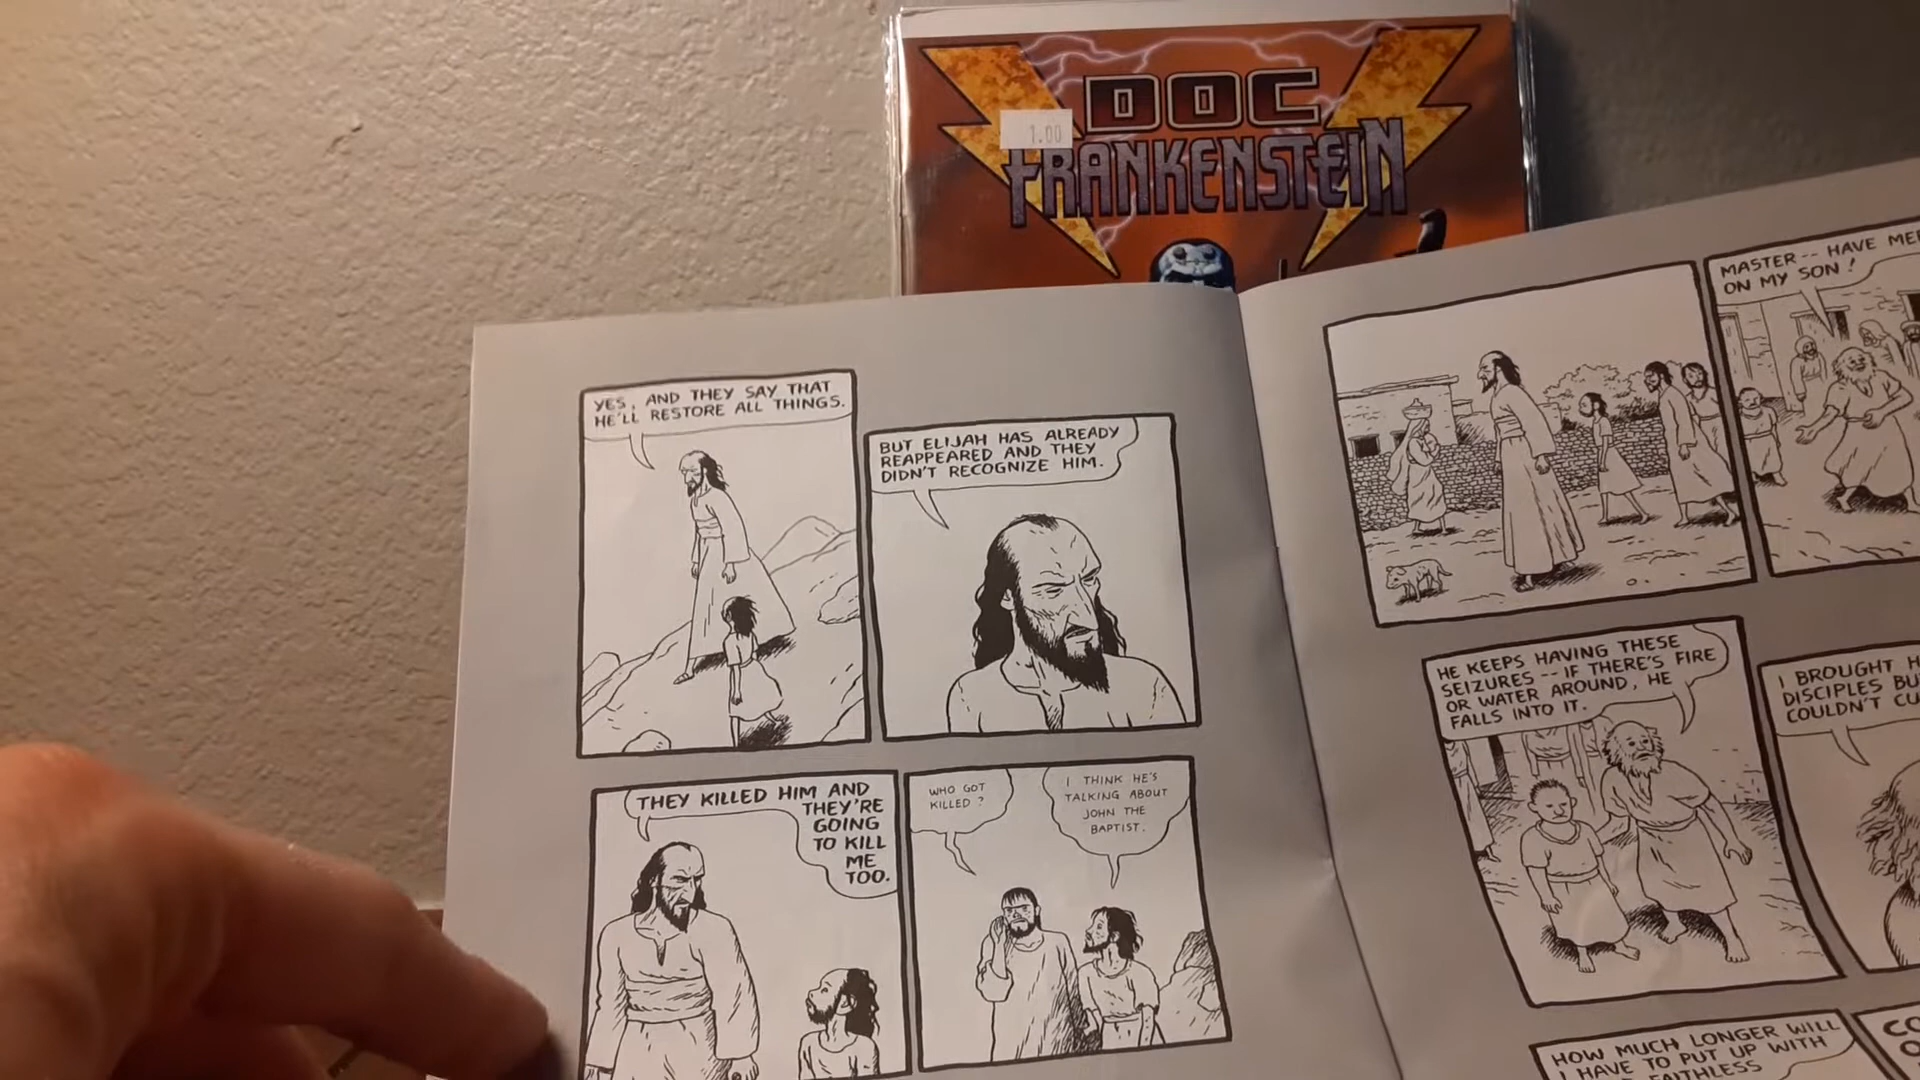 DOC
1.00
FRANKENSTEIN
YES, AND THEY SAY THAT
HE'LL RESTORE ALL THINGS.
BUT ELIJAH HAS ALREADY
REAPPEARED AND THEY
DIDN'T RECOGNIZE HIM.
THEY KILLED HIM AND
THEY'RE
GOING
TO KILL
ME
TOO.
WHO GOT
KILLED?
I THINK HE'S
TALKING ABOUT
JOHN THE
BAPTIST.
MASTER -- HAVE
ON MY SON!
HE KEEPS HAVING THESE
SEIZURES -- IF THERE'S FIRE
OR WATER AROUND, HE
FALLS INTO IT.
I BROUGHT
DISCIPLES
COULDN'T
HOW MUCH LONGER WILL
I HAVE TO PUT UP WITH
FAITHLESS